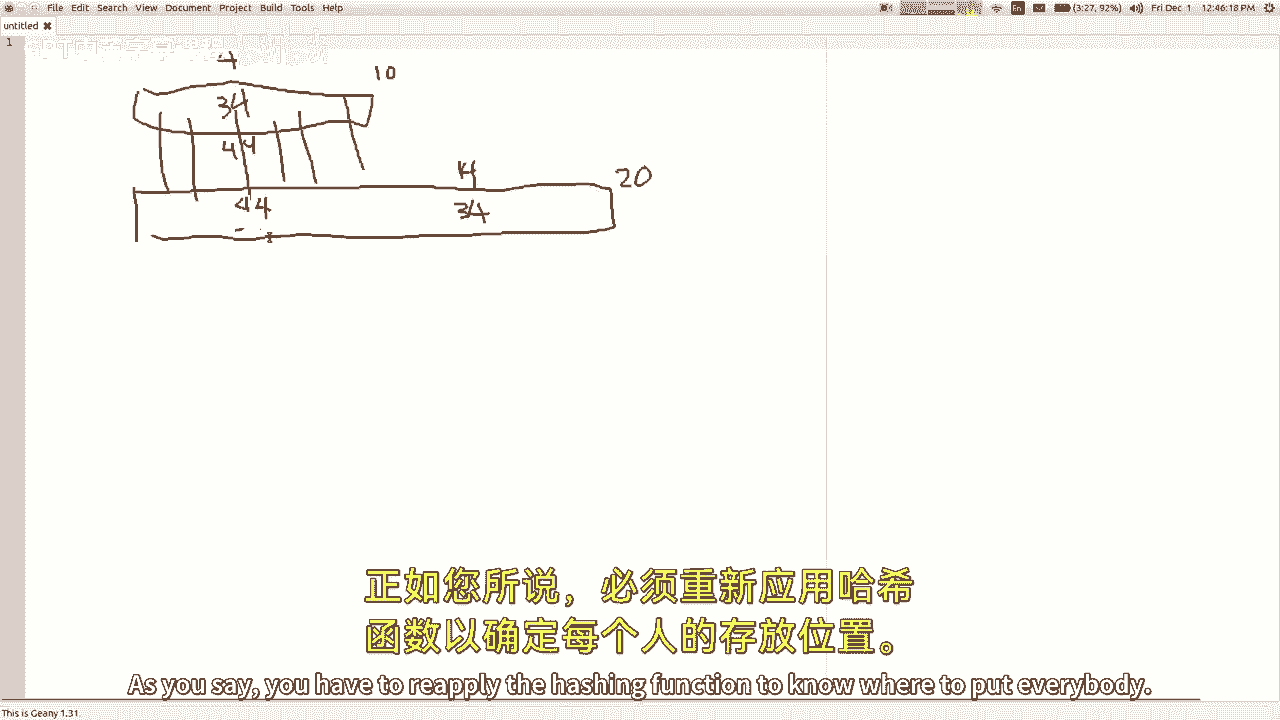 File Edit Search View Document Project Build Tools Help
(3:27, 92%) Fri Dec 1 12:46:18 PM
untitled
1
4
10
34
44
14
20
44
34
正如您所说，必须重新应用哈希
函数以确定每个人的存放位置。
As you say, you have to reapply the hashing function to know where to put everybody.
This is Geany 1.31